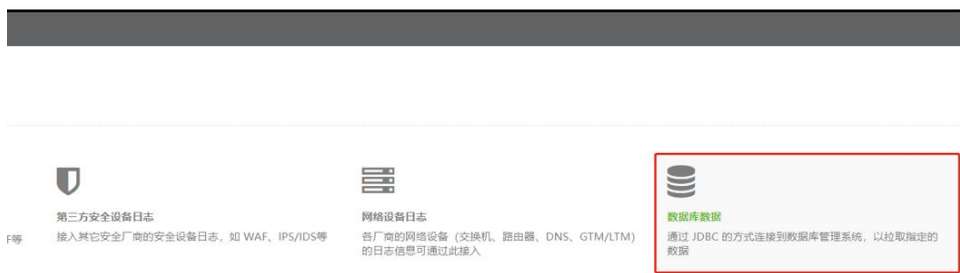 第三方安全设备日志
F等
接入其它安全厂商的安全设备日志，如 WAF、IPS/IDS等
网络设备日志
各厂商的网络设备（交换机、路由器、DNS、GTM/LTM）
的日志信息可通过此接入
数据库数据
通过 JDBC 的方式连接到数据库管理系统，以拉取指定的
数据